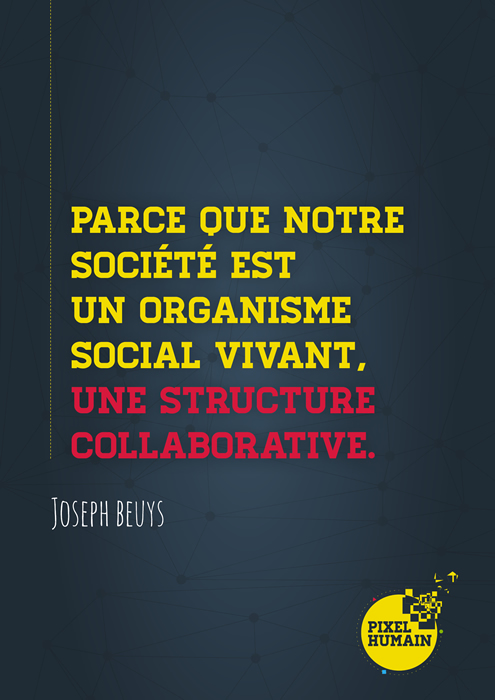 PARCE QUE NOTRE
SOCIÉTÉ EST
UN ORGANISME
SOCIAL VIVANT,
UNE STRUCTURE
COLLABORATIVE.
JOSEPH BEUYS
PIXEL
HUMAIN